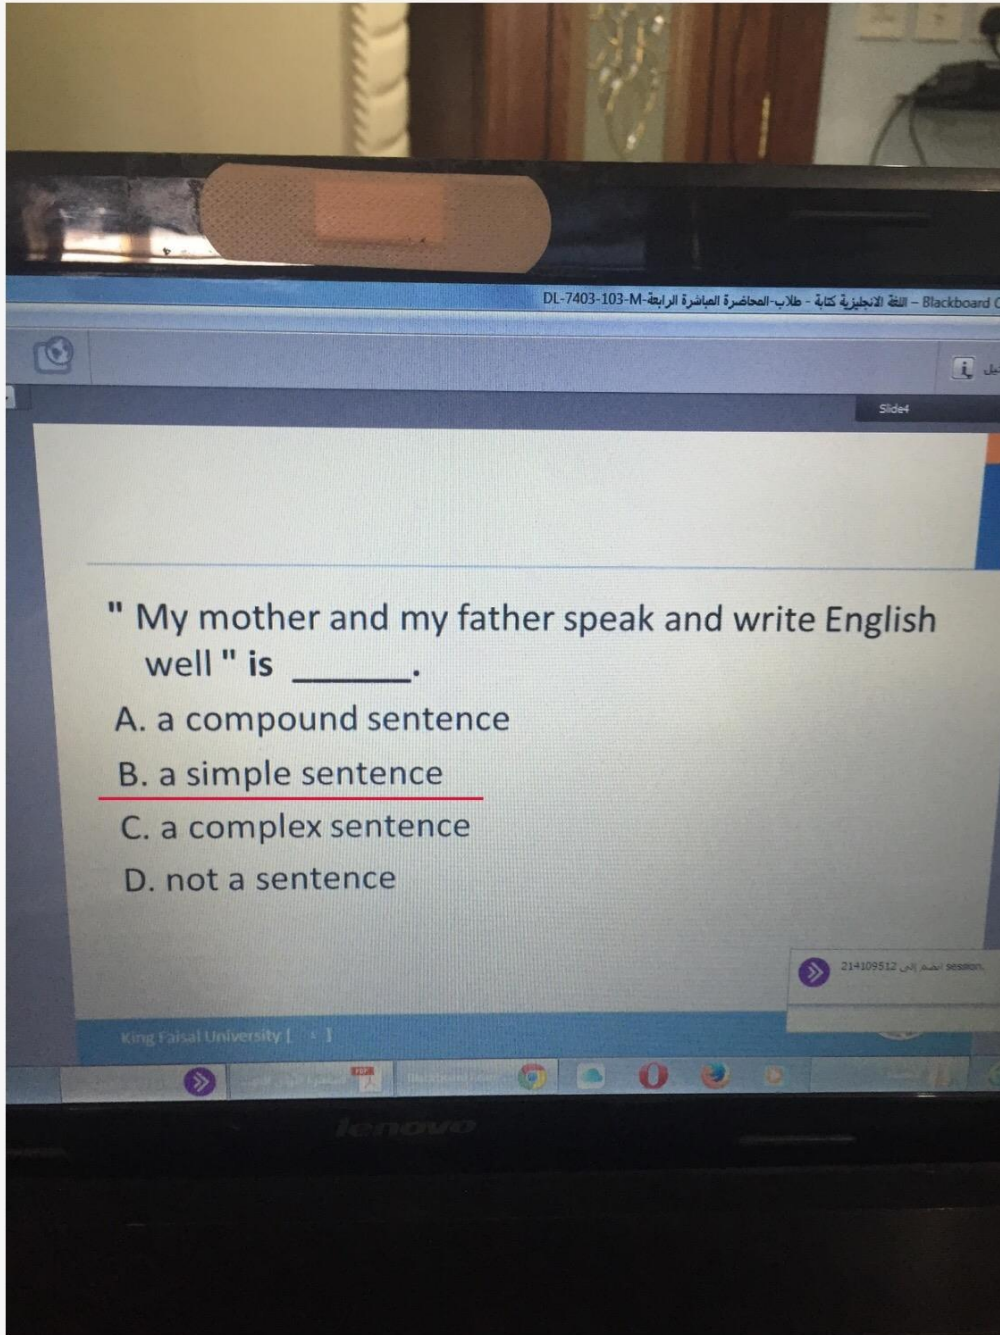 DL-7403-103-M-اللغة الانجليزية كتابة - طلاب-المحاضرة المباشرة الرابعة – Blackboard C
Slide4
" My mother and my father speak and write English
well " is ______.
A. a compound sentence
B. a simple sentence
C. a complex sentence
D. not a sentence
214109512 انضم إلى session.
King Faisal University [ ]
lenovo